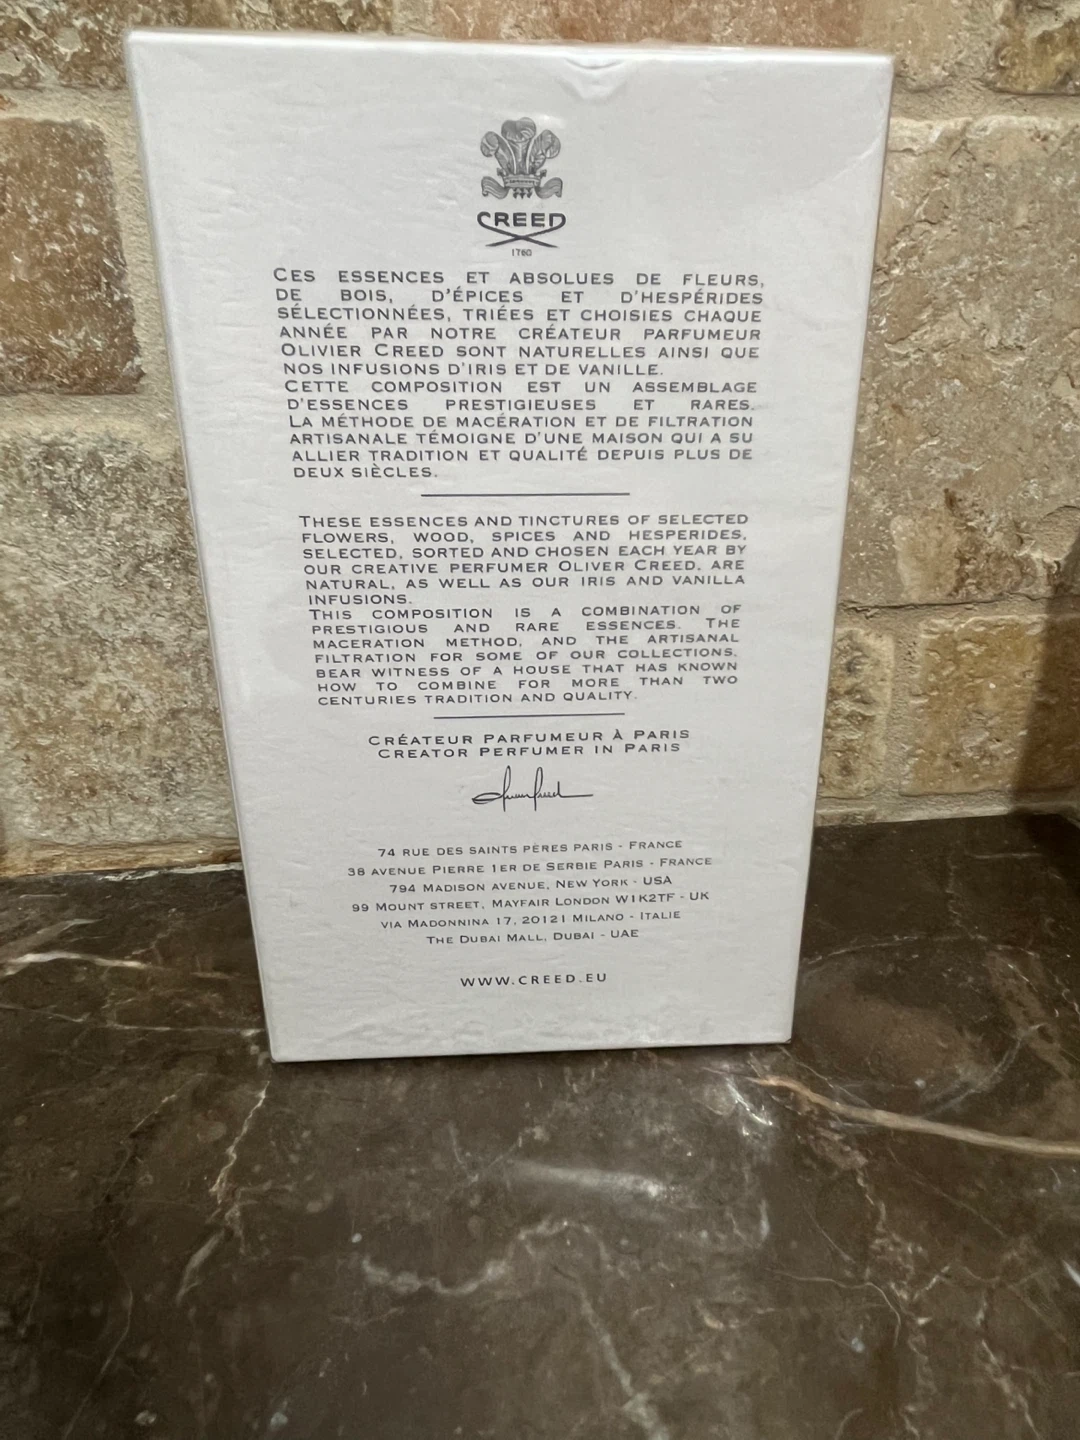 CREED
1760
CES ESSENCES ET ABSOLUES DE FLEURS,
DE BOIS, D'ÉPICES ET D'HESPÉRIDES
SÉLECTIONNÉES, TRIÉES ET CHOISIES CHAQUE
ANNÉE PAR NOTRE CRÉATEUR PARFUMEUR
OLIVIER CREED SONT NATURELLES AINSI QUE
NOS INFUSIONS D'IRIS ET DE VANILLE.
CETTE COMPOSITION EST UN ASSEMBLAGE
D'ESSENCES PRESTIGIEUSES ET RARES.
LA MÉTHODE DE MACÉRATION ET DE FILTRATION
ARTISANALE TÉMOIGNE D'UNE MAISON QUI A SU
ALLIER TRADITION ET QUALITÉ DEPUIS PLUS DE
DEUX SIÈCLES.
THESE ESSENCES AND TINCTURES OF SELECTED
FLOWERS, WOOD, SPICES AND HESPERIDES,
SELECTED, SORTED AND CHOSEN EACH YEAR BY
OUR CREATIVE PERFUMER OLIVER CREED, ARE
NATURAL, AS WELL AS OUR IRIS AND VANILLA
INFUSIONS.
THIS COMPOSITION IS A COMBINATION OF
PRESTIGIOUS AND RARE ESSENCES. THE
MACERATION METHOD, AND THE ARTISANAL
FILTRATION FOR SOME OF OUR COLLECTIONS,
BEAR WITNESS OF A HOUSE THAT HAS KNOWN
HOW TO COMBINE FOR MORE THAN TWO
CENTURIES TRADITION AND QUALITY.
CRÉATEUR PARFUMEUR À PARIS
CREATOR PERFUMER IN PARIS
74 RUE DES SAINTS PÈRES PARIS - FRANCE
38 AVENUE PIERRE 1ER DE SERBIE PARIS - FRANCE
794 MADISON AVENUE, NEW YORK - USA
99 MOUNT STREET, MAYFAIR LONDON W1K2TF - UK
VIA MADONNINA 17, 20121 MILANO - ITALIE
THE DUBAI MALL, DUBAI - UAE
WWW.CREED.EU